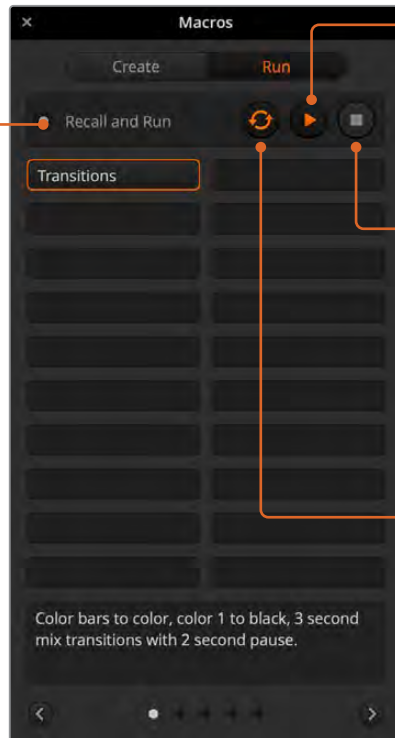 Macros
Create
Run
Recall and Run
Transitions
Color bars to color, color 1 to black, 3 second
mix transitions with 2 second pause.